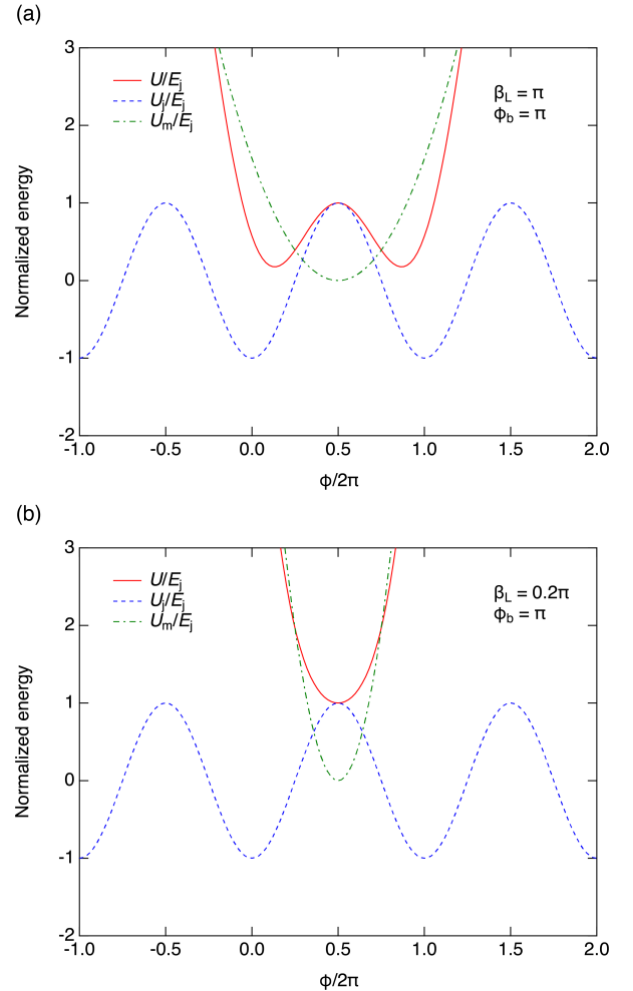 (a)
3
2
1
0
-1
-2
-1.0 -0.5 0.0 0.5 1.0 1.5 2.0
Normalized energy
ϕ/2π
U/Ej
Uj/Ej
Um/Ej
βL = π
ϕb = π
(b)
3
2
1
0
-1
-2
-1.0 -0.5 0.0 0.5 1.0 1.5 2.0
Normalized energy
ϕ/2π
U/Ej
Uj/Ej
Um/Ej
βL = 0.2π
ϕb = π